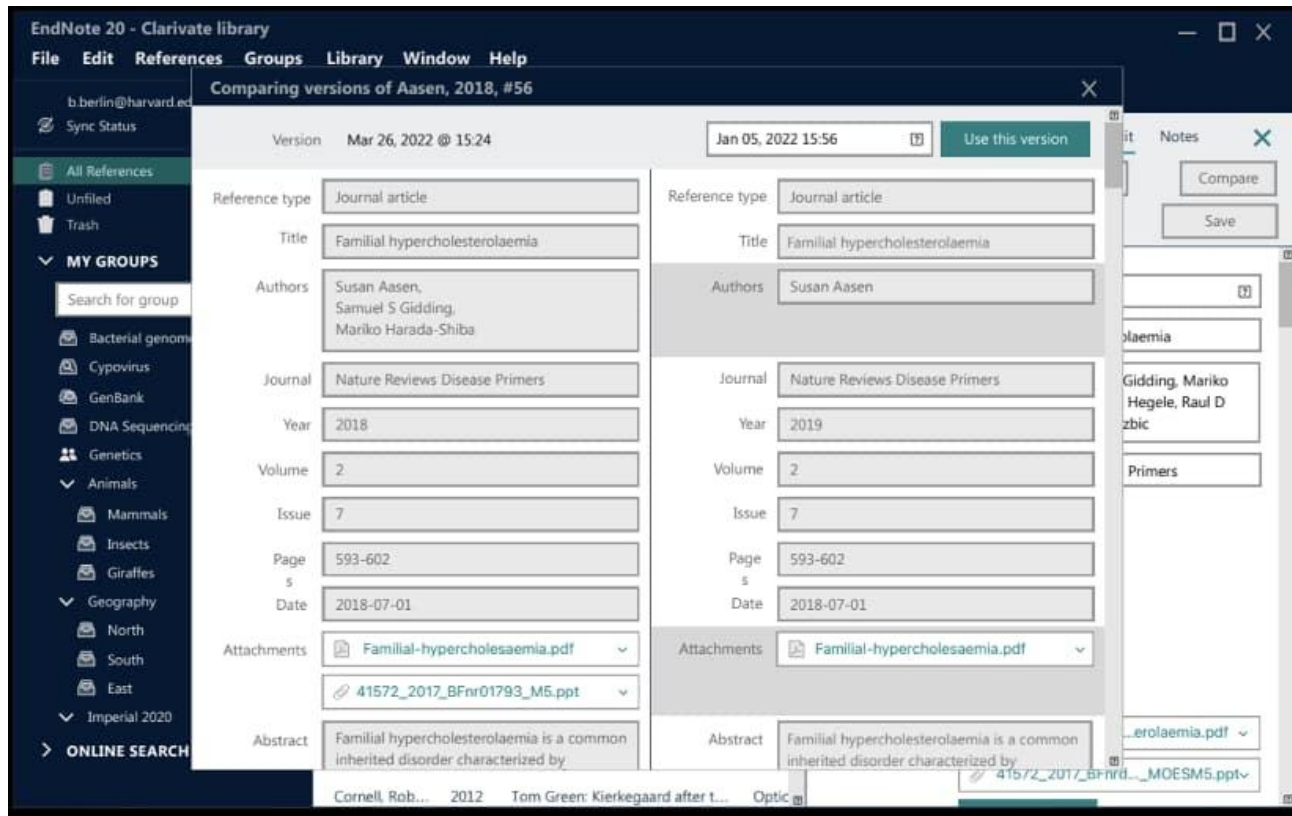 EndNote 20 - Clarivate library
File Edit References Groups Library Window Help
b.berlin@harvard.ed
Sync Status
All References
Unfiled
Trash
MY GROUPS
Search for group
Bacterial genom
Cypovirus
GenBank
DNA Sequencing
Genetics
Animals
Mammals
Insects
Giraffes
Geography
North
South
East
Imperial 2020
ONLINE SEARCH
Comparing versions of Aasen, 2018, #56
Version Mar 26, 2022 @ 15:24
Reference type Journal article
Title Familial hypercholesterolaemia
Authors Susan Aasen,
Samuel S Gidding,
Mariko Harada-Shiba
Journal Nature Reviews Disease Primers
Year 2018
Volume 2
Issue 7
Page 593-602
s
Date 2018-07-01
Attachments Familial-hypercholesaemia.pdf
41572_2017_BFnr01793_M5.ppt
Abstract Familial hypercholesterolaemia is a common
inherited disorder characterized by
Jan 05, 2022 15:56 Use this version
Reference type Journal article
Title Familial hypercholesterolaemia
Authors Susan Aasen
Journal Nature Reviews Disease Primers
Year 2019
Volume 2
Issue 7
Page 593-602
s
Date 2018-07-01
Attachments Familial-hypercholesaemia.pdf
Abstract Familial hypercholesterolaemia is a common
inherited disorder characterized by
it Notes
Compare
Save
olaemia
Gidding, Mariko
Hegele, Raul D
zbic
Primers
...erolaemia.pdf
41572_2017_BFnrd..._MOESM5.ppt
Cornell, Rob... 2012 Tom Green: Kierkegaard after t... Optic